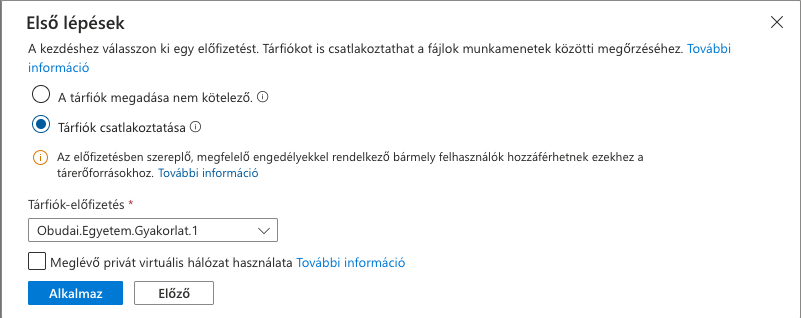 Első lépések
A kezdéshez válasszon ki egy előfizetést. Tárfiókot is csatlakoztathat a fájlok munkamenetek közötti megőrzéséhez. További
információ
A tárfiók megadása nem kötelező.
Tárfiók csatlakoztatása
Az előfizetésben szereplő, megfelelő engedélyekkel rendelkező bármely felhasználók hozzáférhetnek ezekhez a
tárerőforrásokhoz. További információ
Tárfiók-előfizetés *
Obudai.Egyetem.Gyakorlat.1
Meglévő privát virtuális hálózat használata További információ
Alkalmaz Előző